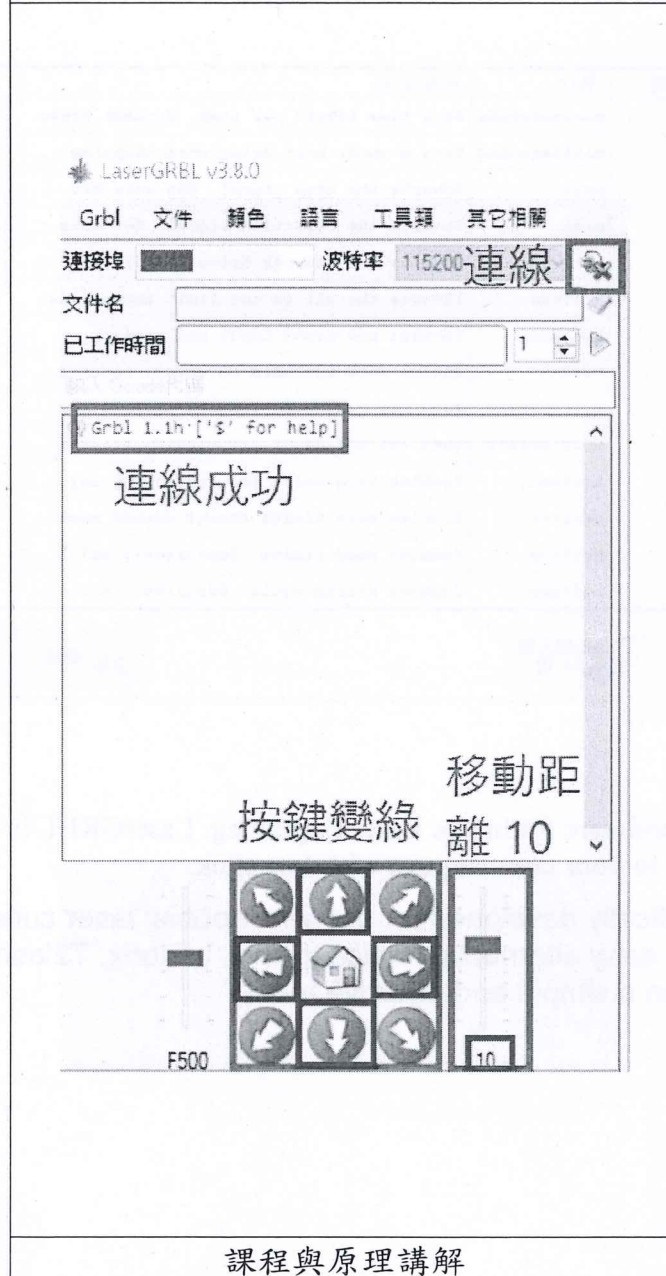 LaserGRBL v3.8.0
Grbl 文件 顏色 語言 工具類 其它相關
連接埠 波特率 115200 連線
文件名
已工作時間 1
Grbl 1.1h ['$' for help]
連線成功
移動距
按鍵變綠 離 10
F500 10
課程與原理講解